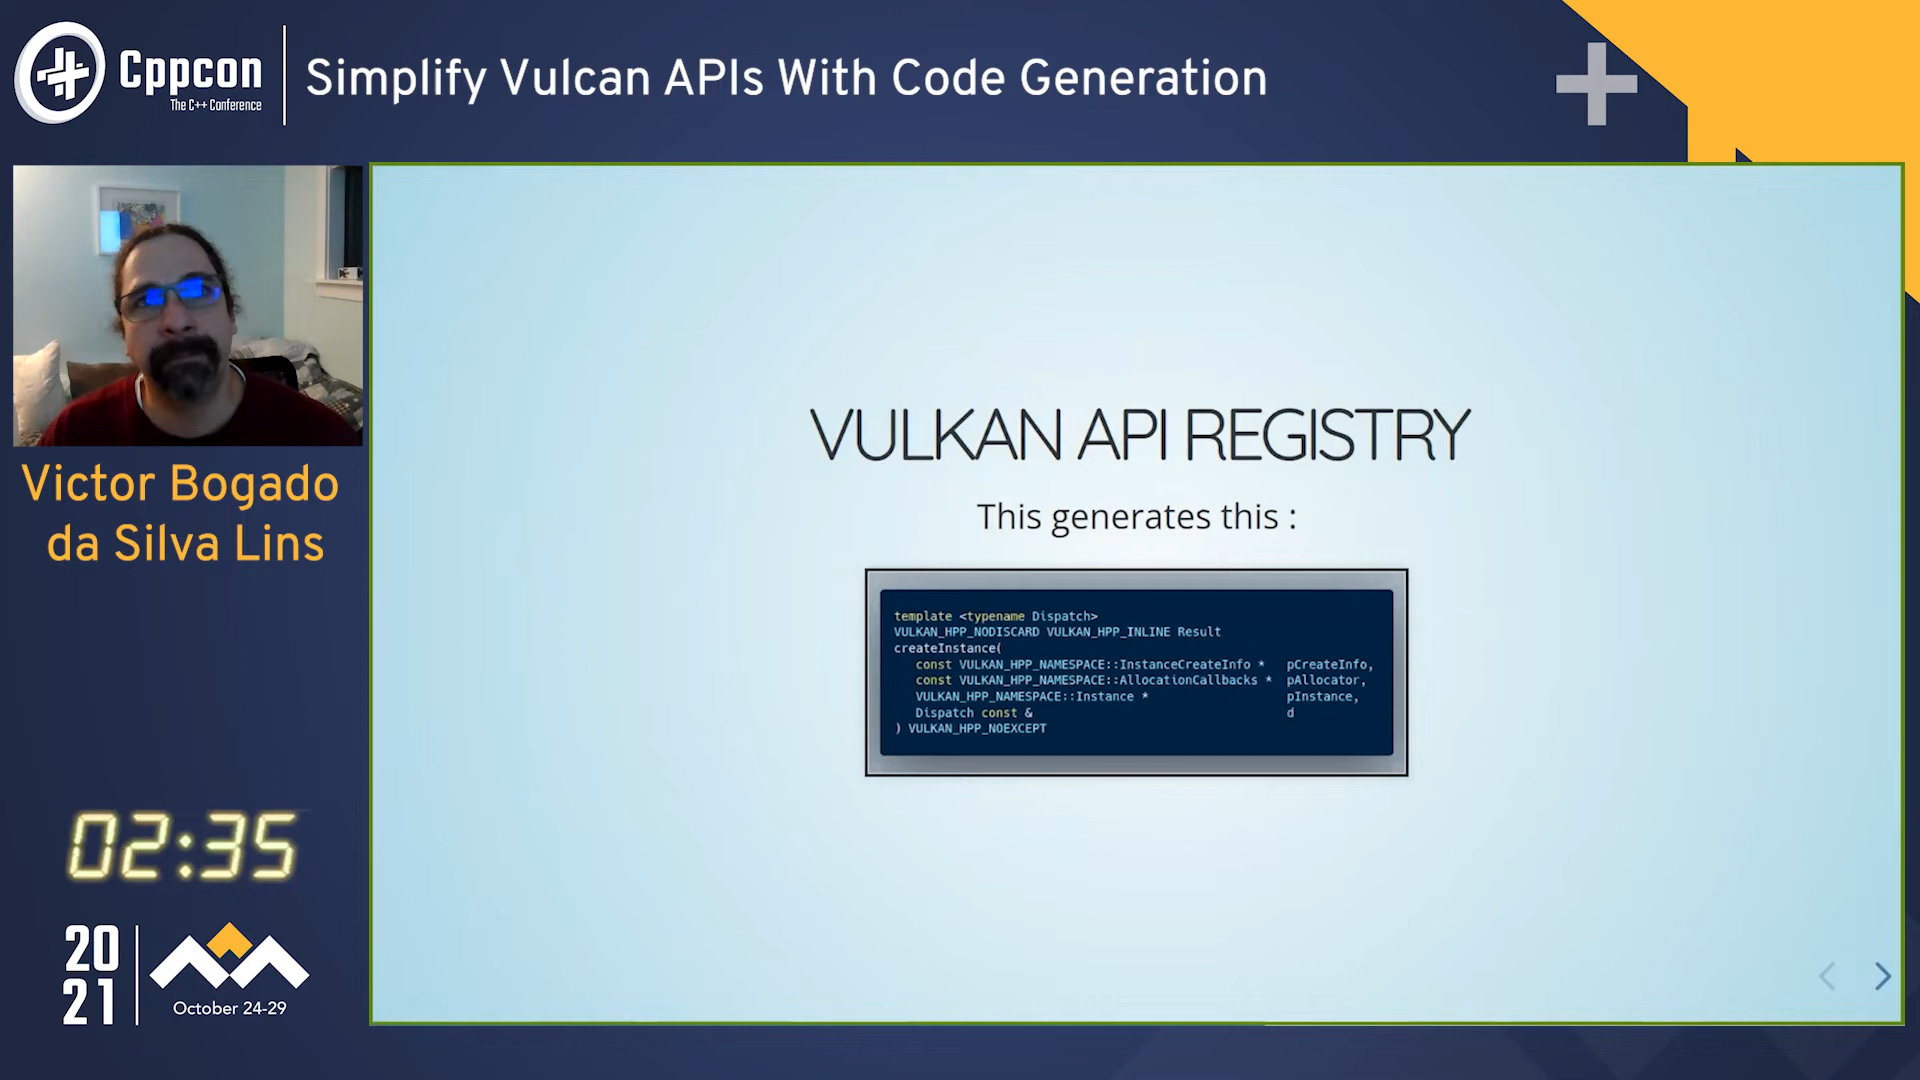 Cppcon
The C++ Conference
Simplify Vulcan APIs With Code Generation
Victor Bogado
da Silva Lins
02:35
20
21
October 24-29
VULKAN API REGISTRY
This generates this :
template <typename Dispatch>
VULKAN_HPP_NODISCARD VULKAN_HPP_INLINE Result
createInstance(
const VULKAN_HPP_NAMESPACE::InstanceCreateInfo * pCreateInfo,
const VULKAN_HPP_NAMESPACE::AllocationCallbacks * pAllocator,
VULKAN_HPP_NAMESPACE::Instance * pInstance,
Dispatch const & d
) VULKAN_HPP_NOEXCEPT